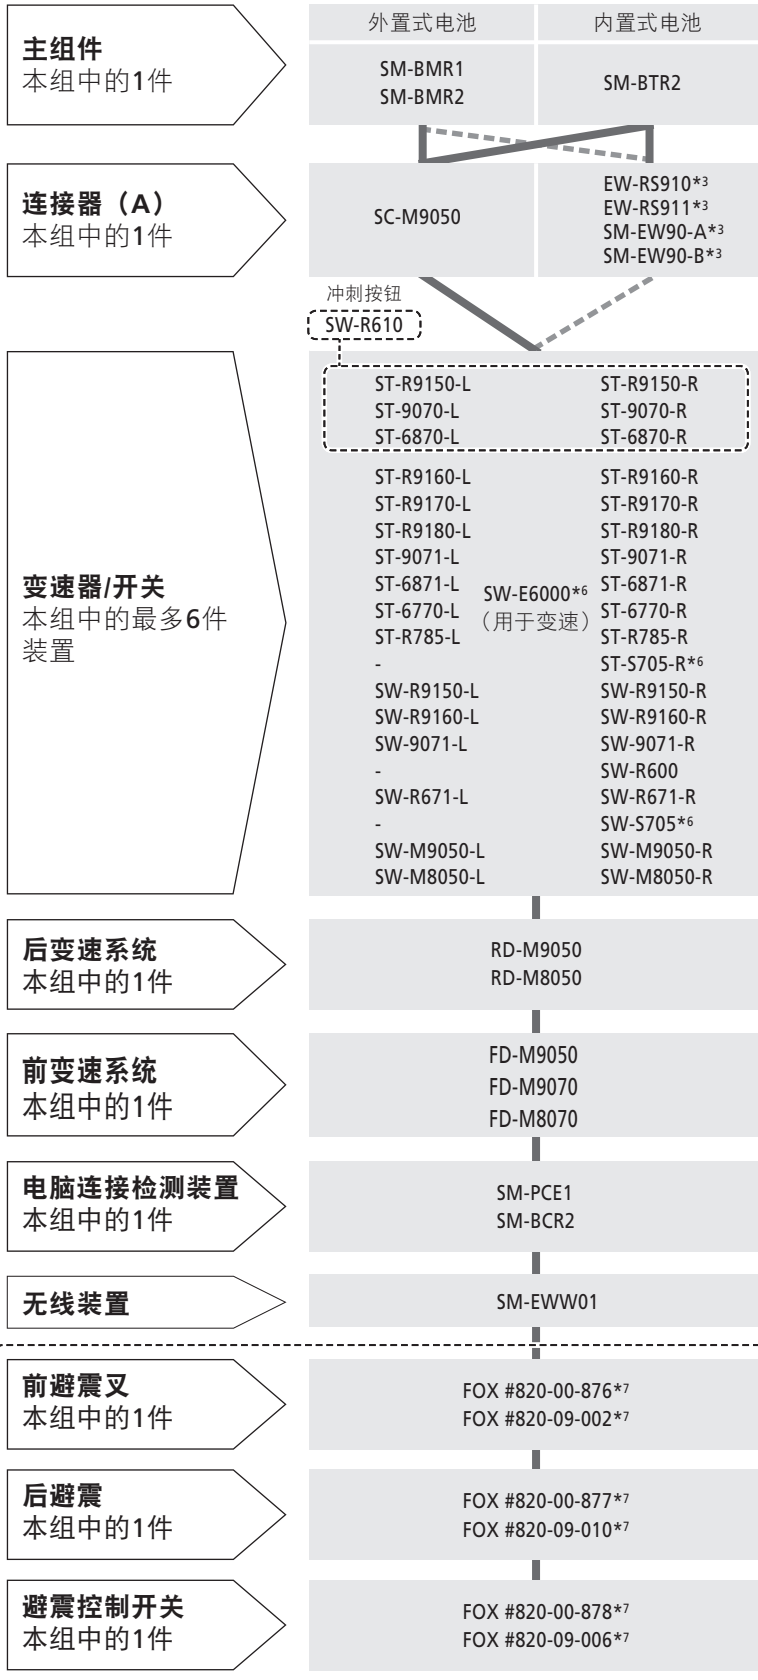 外置式电池 内置式电池
主组件
本组中的1件
SM-BMR1
SM-BMR2
SM-BTR2
连接器（A）
本组中的1件
SC-M9050
EW-RS910*3
EW-RS911*3
SM-EW90-A*3
SM-EW90-B*3
冲刺按钮
SW-R610
变速器/开关
本组中的最多6件
装置
ST-R9150-L ST-R9150-R
ST-9070-L ST-9070-R
ST-6870-L ST-6870-R
ST-R9160-L ST-R9160-R
ST-R9170-L ST-R9170-R
ST-R9180-L ST-R9180-R
ST-9071-L ST-9071-R
ST-6871-L SW-E6000*6 ST-6871-R
ST-6770-L （用于变速） ST-6770-R
ST-R785-L ST-R785-R
- ST-S705-R*6
SW-R9150-L SW-R9150-R
SW-R9160-L SW-R9160-R
SW-9071-L SW-9071-R
- SW-R600
SW-R671-L SW-R671-R
- SW-S705*6
SW-M9050-L SW-M9050-R
SW-M8050-L SW-M8050-R
后变速系统
本组中的1件
RD-M9050
RD-M8050
前变速系统
本组中的1件
FD-M9050
FD-M9070
FD-M8070
电脑连接检测装置
本组中的1件
SM-PCE1
SM-BCR2
无线装置
SM-EWW01
前避震叉
本组中的1件
FOX #820-00-876*7
FOX #820-09-002*7
后避震
本组中的1件
FOX #820-00-877*7
FOX #820-09-010*7
避震控制开关
本组中的1件
FOX #820-00-878*7
FOX #820-09-006*7